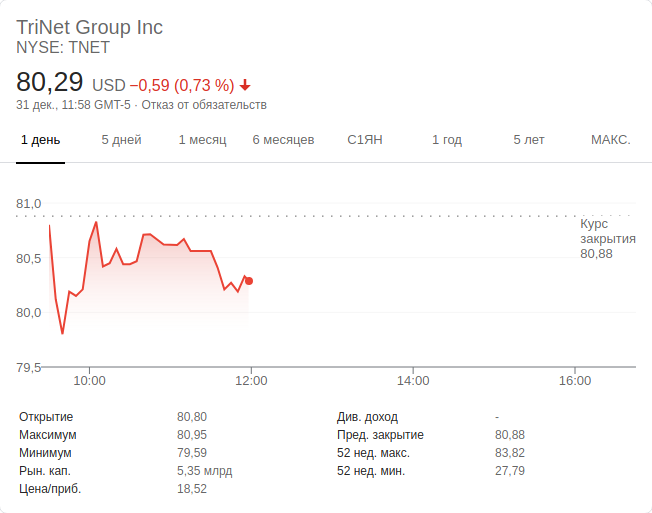 TriNet Group Inc
NYSE: TNET
80,29 USD −0,59 (0,73 %)
31 дек., 11:58 GMT-5 · Отказ от обязательств
1 день 5 дней 1 месяц 6 месяцев С1ЯН 1 год 5 лет МАКС.
81,0
Курс
закрытия
80,5
80,88
80,0
79,5
10:00 12:00 14:00 16:00
Открытие 80,80 Див. доход -
Максимум 80,95 Пред. закрытие 80,88
Минимум 79,59 52 нед. макс. 83,82
Рын. кап. 5,35 млрд 52 нед. мин. 27,79
Цена/приб. 18,52